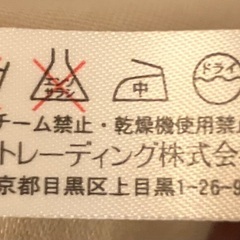 エンソ サラシ 中 ドライ
チーム禁止・乾燥機使用禁
トレーディング株式会
京都目黒区上目黒1-26-9